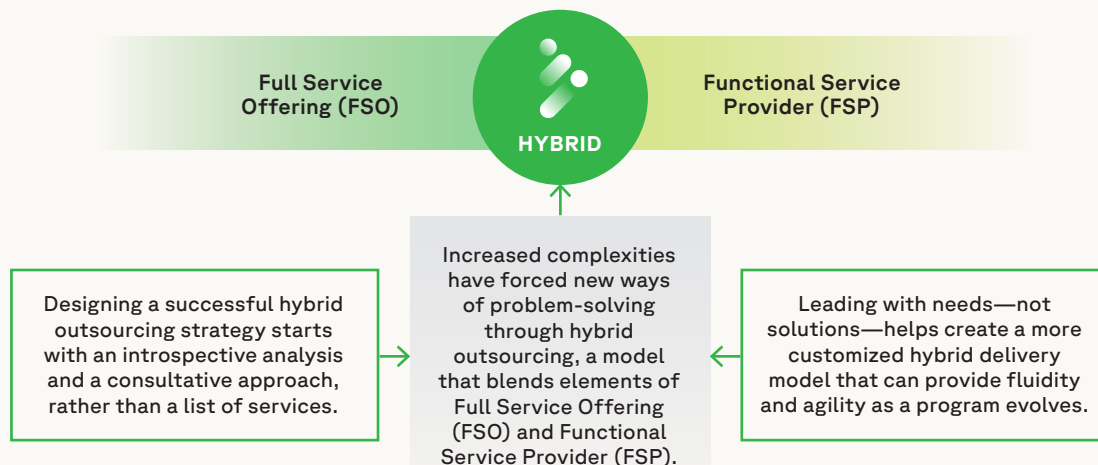 Full Service
Offering (FSO)
HYBRID
Functional Service
Provider (FSP)
Designing a successful hybrid
outsourcing strategy starts
with an introspective analysis
and a consultative approach,
rather than a list of services.
Increased complexities
have forced new ways
of problem-solving
through hybrid
outsourcing, a model
that blends elements of
Full Service Offering
(FSO) and Functional
Service Provider (FSP).
Leading with needs—not
solutions—helps create a more
customized hybrid delivery
model that can provide fluidity
and agility as a program evolves.